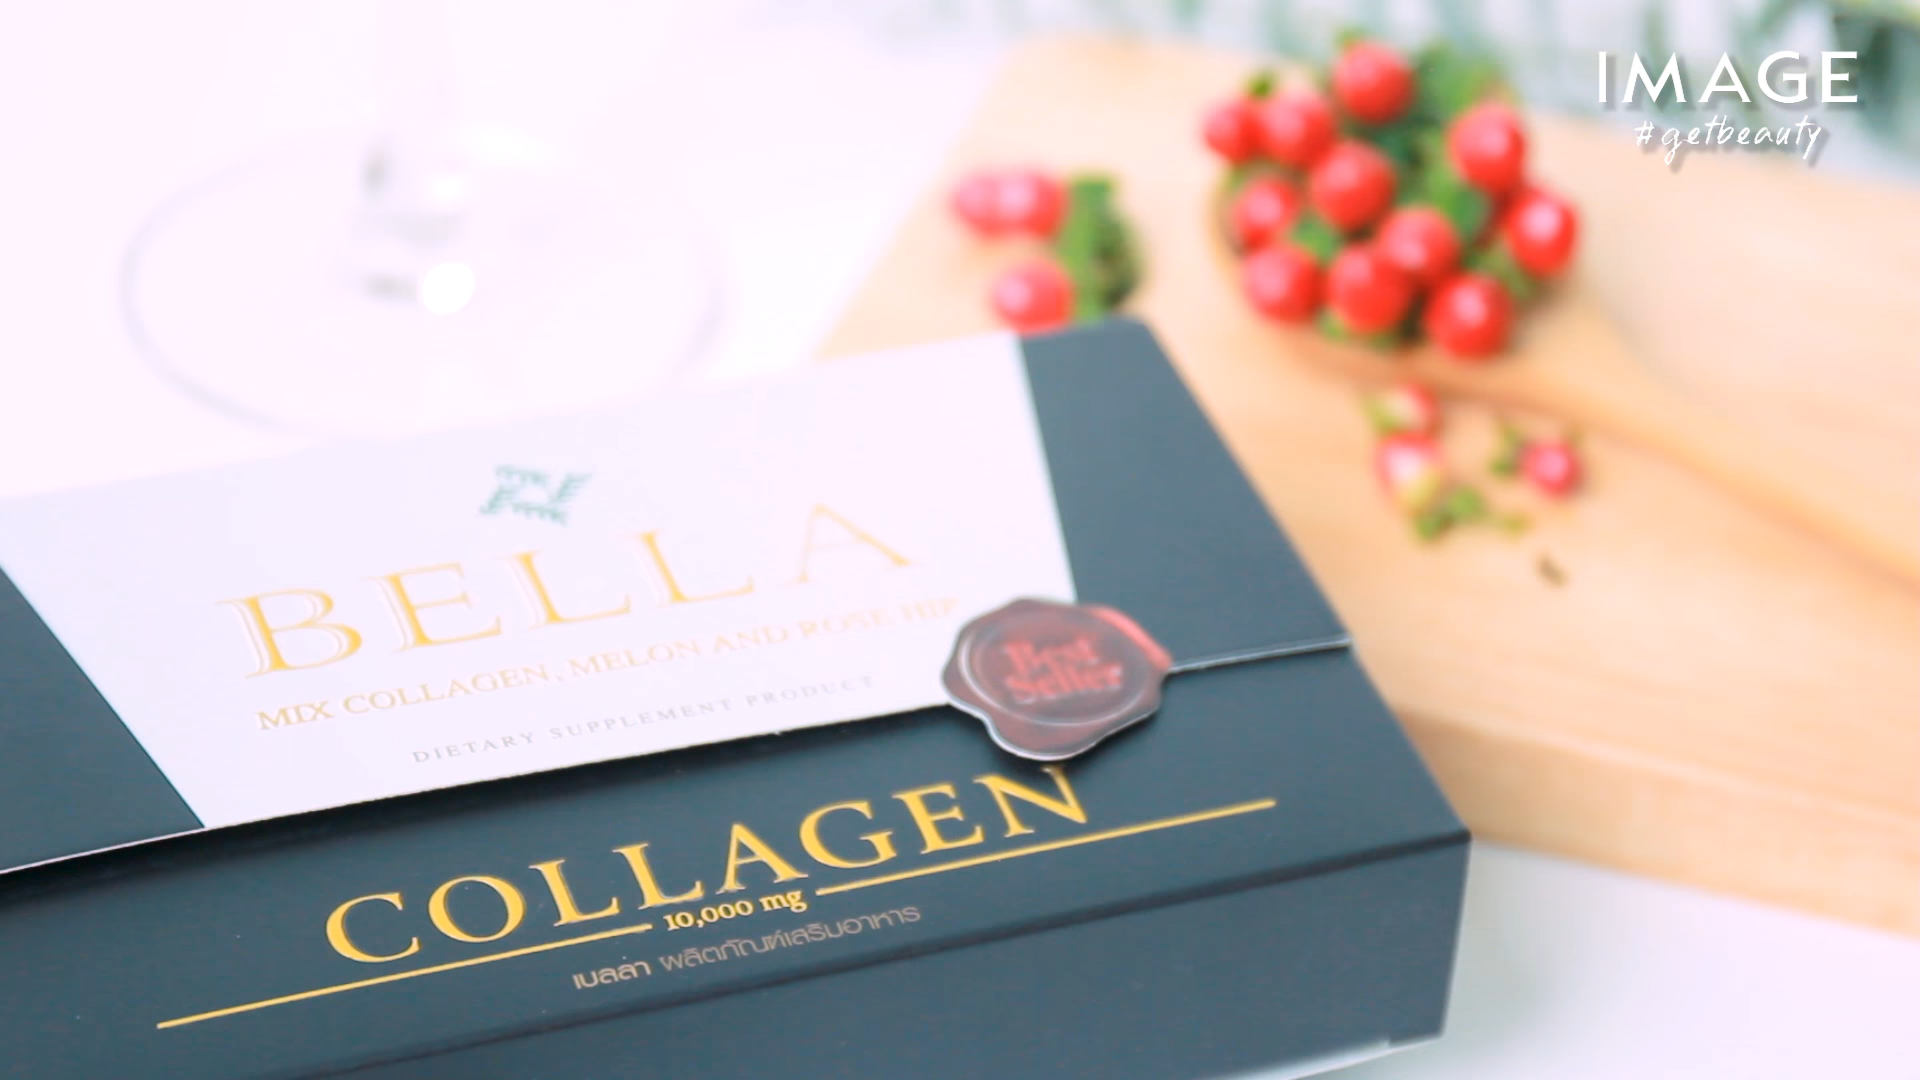 IMAGE
#getbeauty
BELLA
MIX COLLAGEN, MELON AND ROSE HIP
DIETARY SUPPLEMENT PRODUCT
Best
Seller
COLLAGEN
10,000 mg
เบลล่า ผลิตภัณฑ์เสริมอาหาร